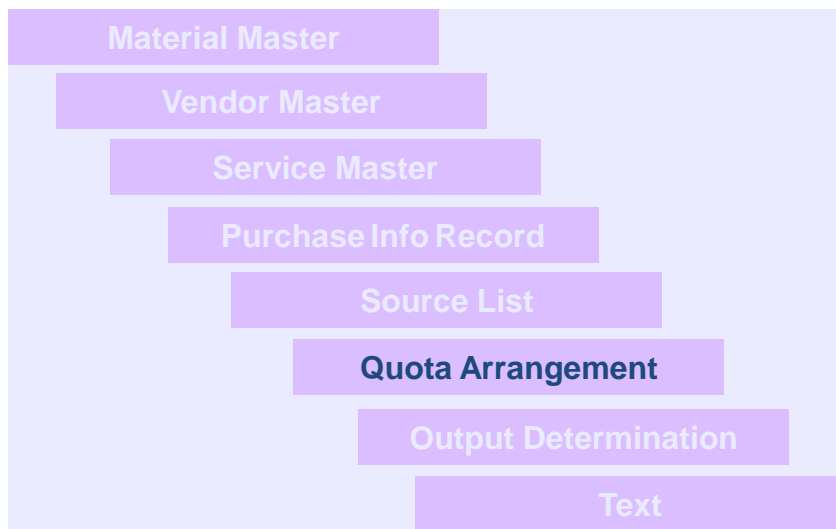 Material Master
Vendor Master
Service Master
Purchase Info Record
Source List
Quota Arrangement
Output Determination
Text